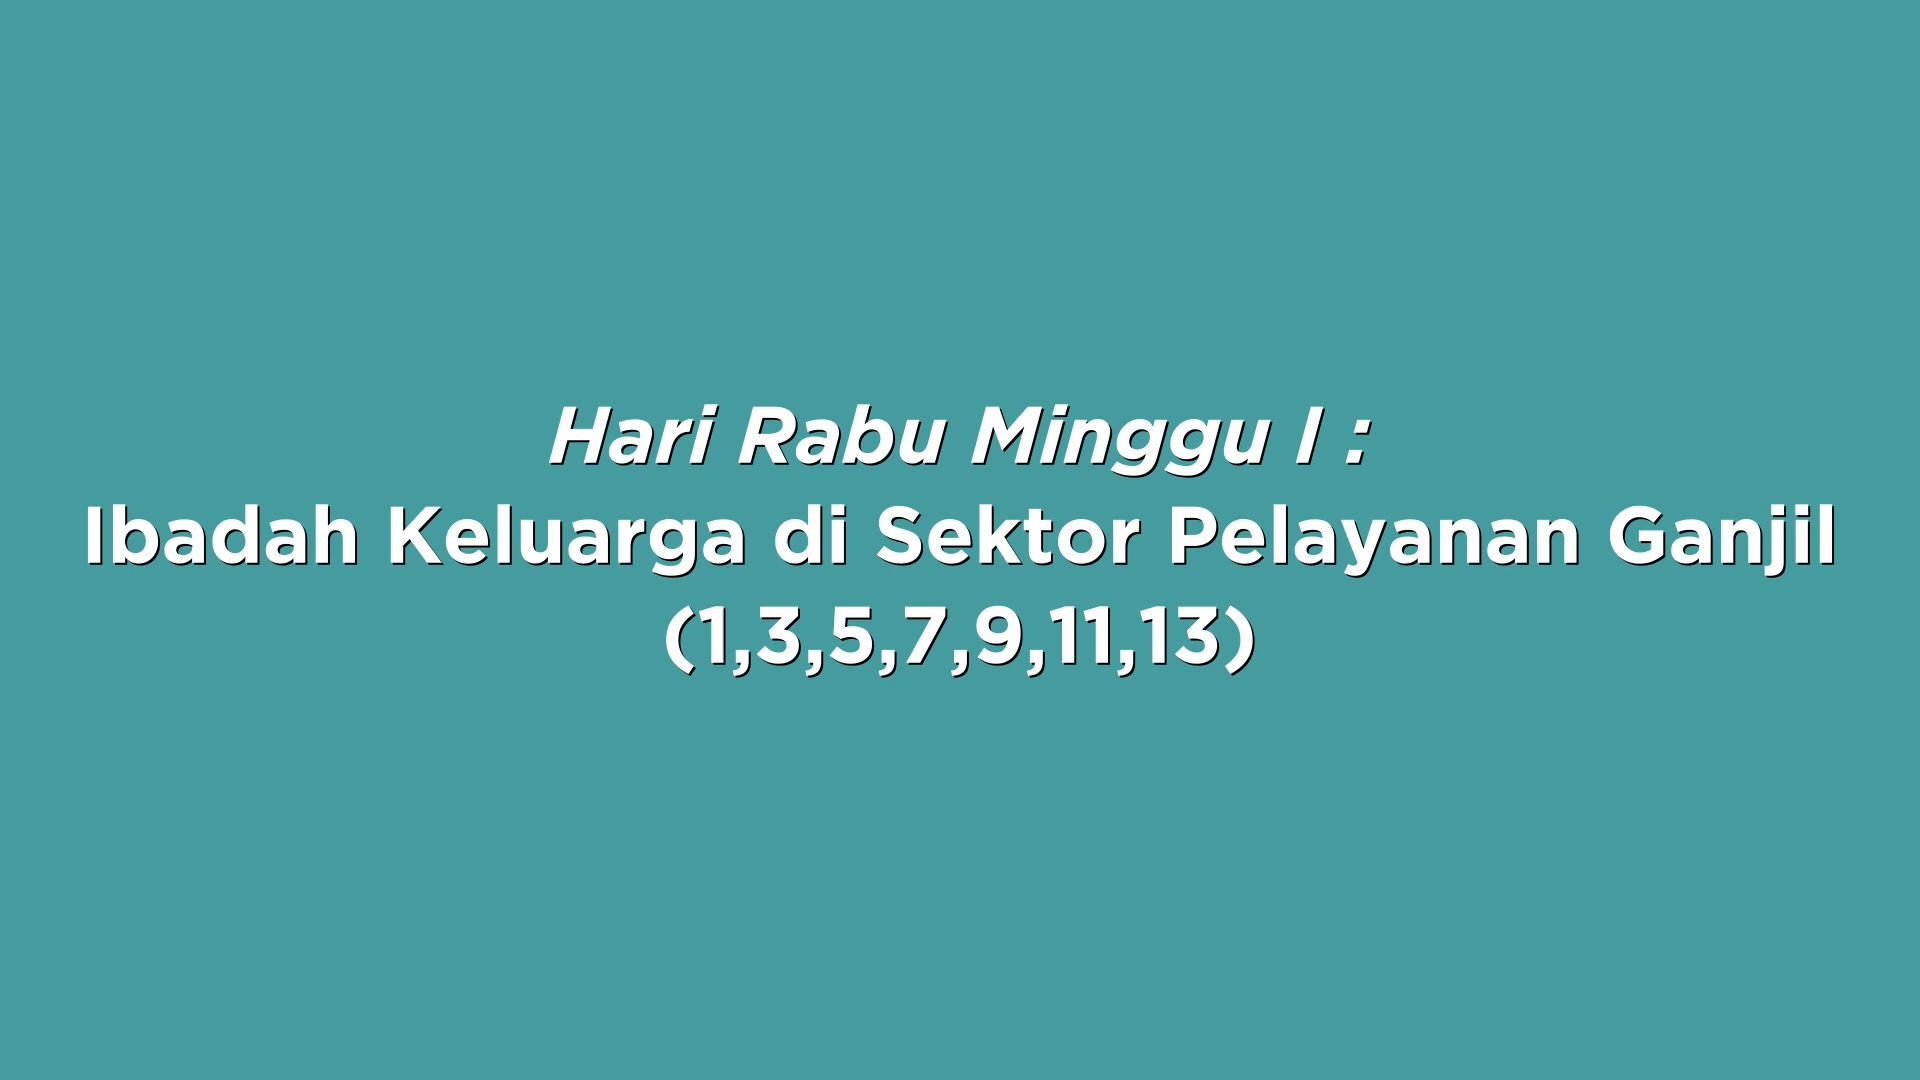 Hari Rabu Minggu I :
Ibadah Keluarga di Sektor Pelayanan Ganjil
(1,3,5,7,9,11,13)